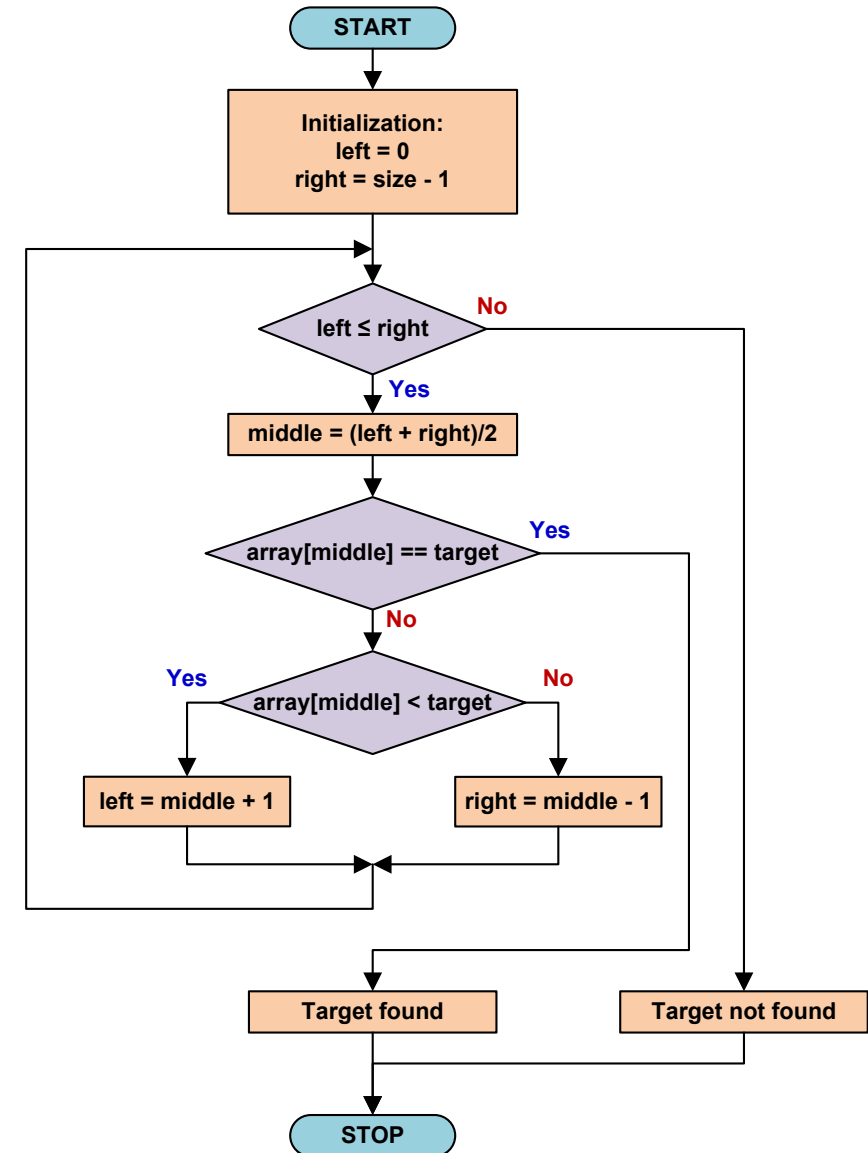 START
Initialization:
left = 0
right = size - 1
left ≤ right
No
Yes
middle = (left + right)/2
array[middle] == target
Yes
No
array[middle] < target
Yes
No
left = middle + 1
right = middle - 1
Target found
Target not found
STOP